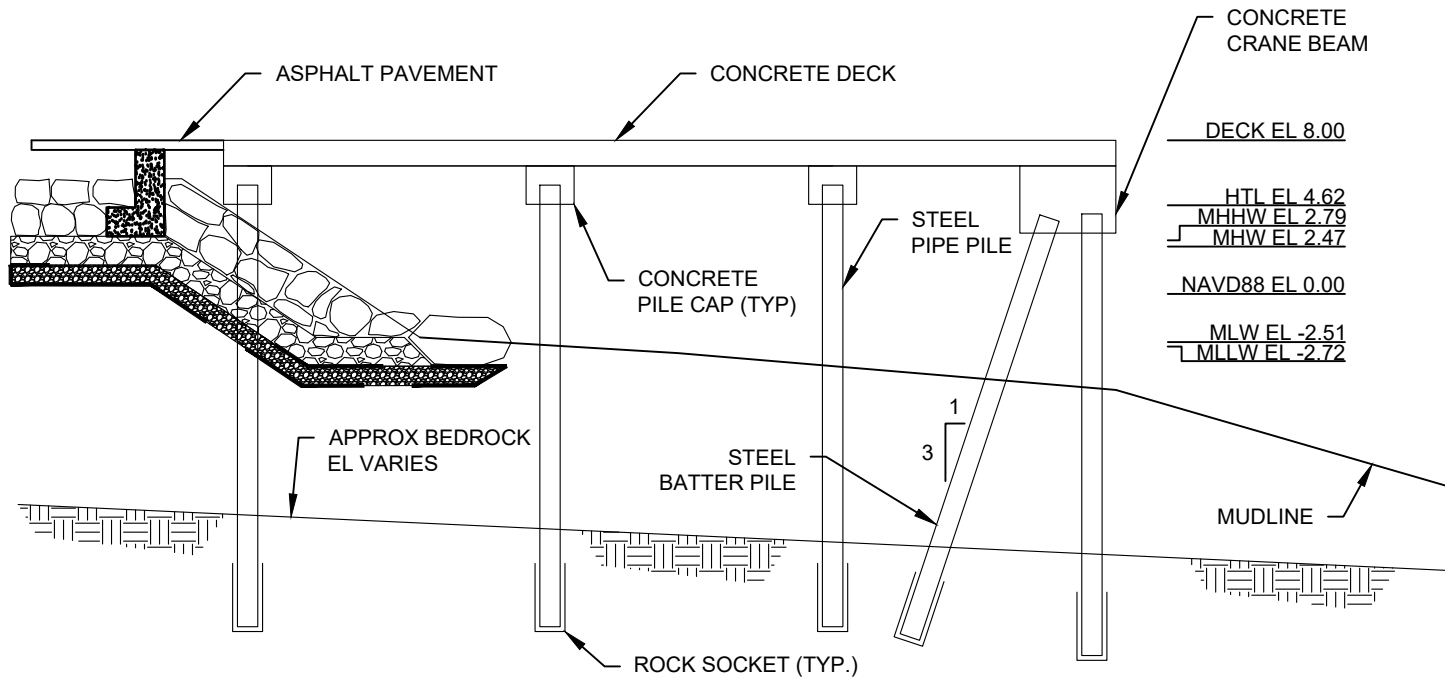 CONCRETE
CRANE BEAM
ASPHALT PAVEMENT
CONCRETE DECK
DECK EL 8.00
HTL EL 4.62
MHHW EL 2.79
MHW EL 2.47
STEEL
PIPE PILE
CONCRETE
PILE CAP (TYP)
NAVD88 EL 0.00
MLW EL -2.51
MLLW EL -2.72
1
3
APPROX BEDROCK
EL VARIES
STEEL
BATTER PILE
MUDLINE
ROCK SOCKET (TYP.)